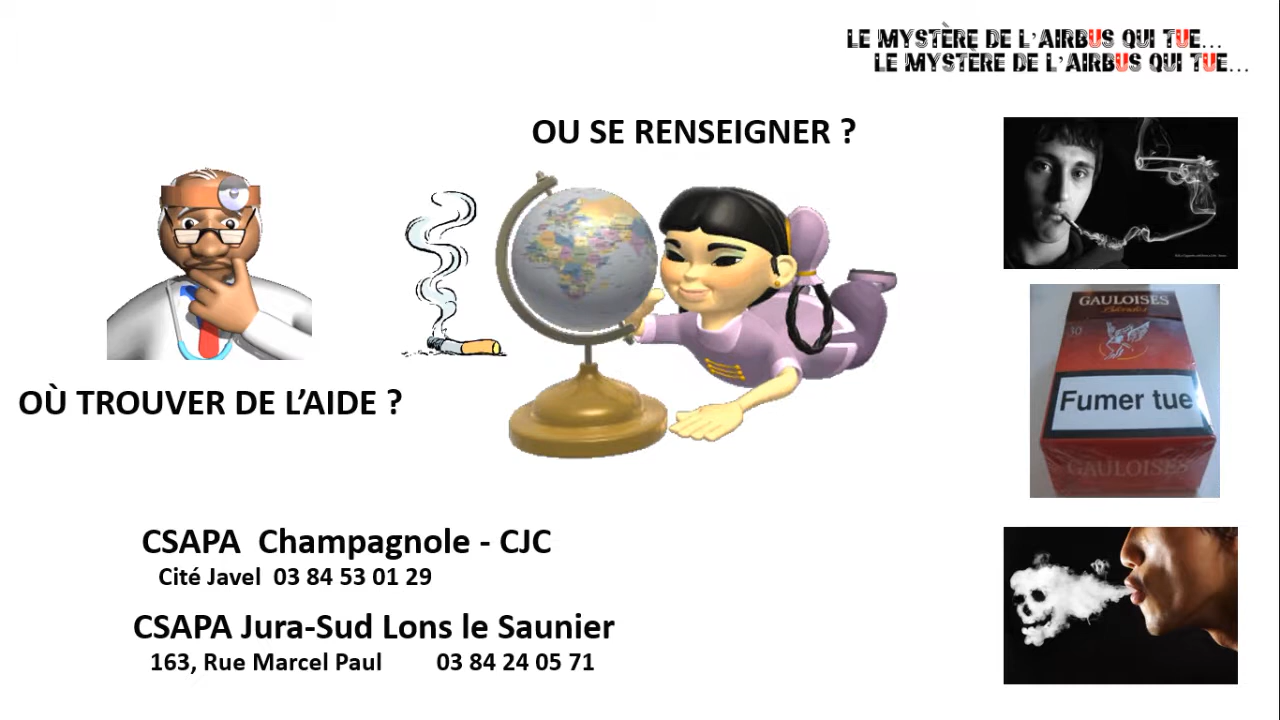 LE MYSTÈRE DE L'AIRBUS QUI TUE...
LE MYSTÈRE DE L'AIRBUS QUI TUE...
OU SE RENSEIGNER ?
OÙ TROUVER DE L’AIDE ?
GAULOISES
Blondes
30
Fumer tue
GAULOISES
CSAPA Champagnole - CJC
Cité Javel 03 84 53 01 29
CSAPA Jura-Sud Lons le Saunier
163, Rue Marcel Paul 03 84 24 05 71